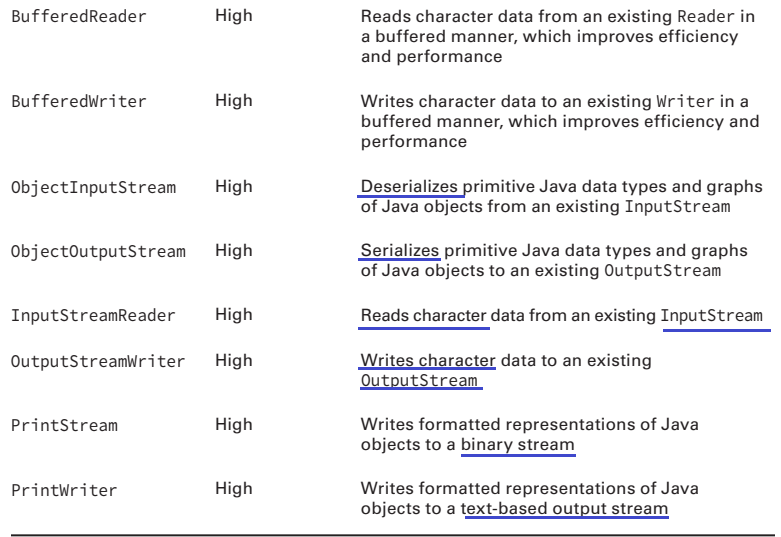 BufferedReader High Reads character data from an existing Reader in
a buffered manner, which improves efficiency
and performance
BufferedWriter High Writes character data to an existing Writer in a
buffered manner, which improves efficiency and
performance
ObjectInputStream High Deserializes primitive Java data types and graphs
of Java objects from an existing InputStream
ObjectOutputStream High Serializes primitive Java data types and graphs
of Java objects to an existing OutputStream
InputStreamReader High Reads character data from an existing InputStream
OutputStreamWriter High Writes character data to an existing
OutputStream
PrintStream High Writes formatted representations of Java
objects to a binary stream
PrintWriter High Writes formatted representations of Java
objects to a text-based output stream